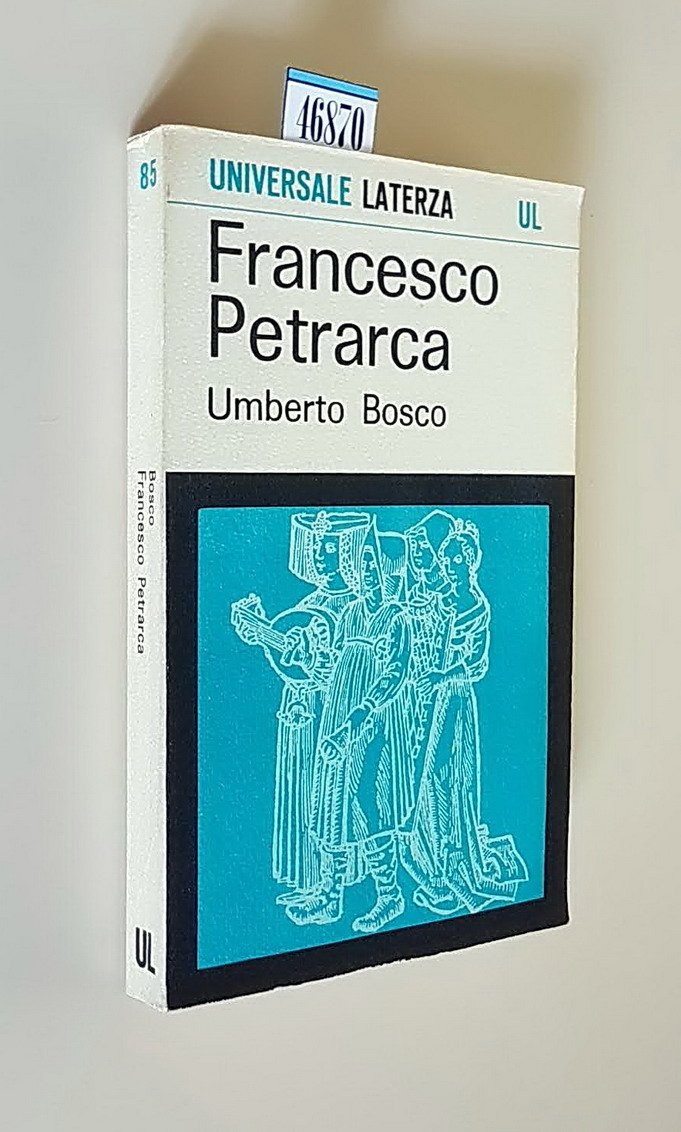 46870
85
UNIVERSALE LATERZA UL
Francesco
Petrarca
Umberto Bosco
Bosco
Francesco Petrarca
UL